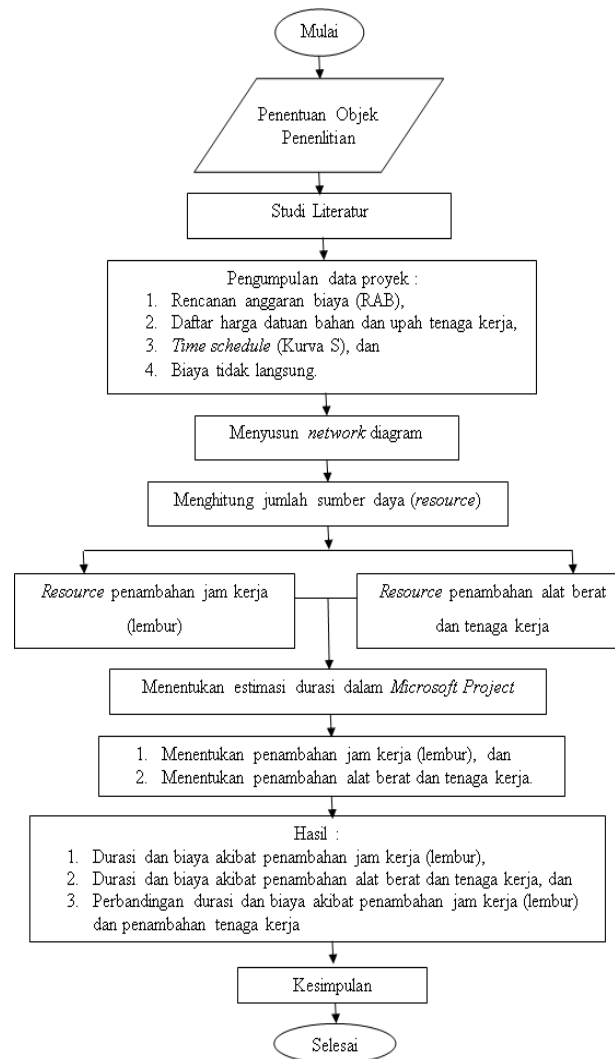 Mulai
Penentuan Objek
Penenlitian
Studi Literatur
Pengumpulan data proyek :
1. Rencanan anggaran biaya (RAB),
2. Daftar harga datuan bahan dan upah tenaga kerja,
3. Time schedule (Kurva S), dan
4. Biaya tidak langsung.
Menyusun network diagram
Menghitung jumlah sumber daya (resource)
Resource penambahan jam kerja
(lembur)
Resource penambahan alat berat
dan tenaga kerja
Menentukan estimasi durasi dalam Microsoft Project
1. Menentukan penambahan jam kerja (lembur), dan
2. Menentukan penambahan alat berat dan tenaga kerja.
Hasil :
1. Durasi dan biaya akibat penambahan jam kerja (lembur),
2. Durasi dan biaya akibat penambahan alat berat dan tenaga kerja, dan
3. Perbandingan durasi dan biaya akibat penambahan jam kerja (lembur)
dan penambahan tenaga kerja
Kesimpulan
Selesai